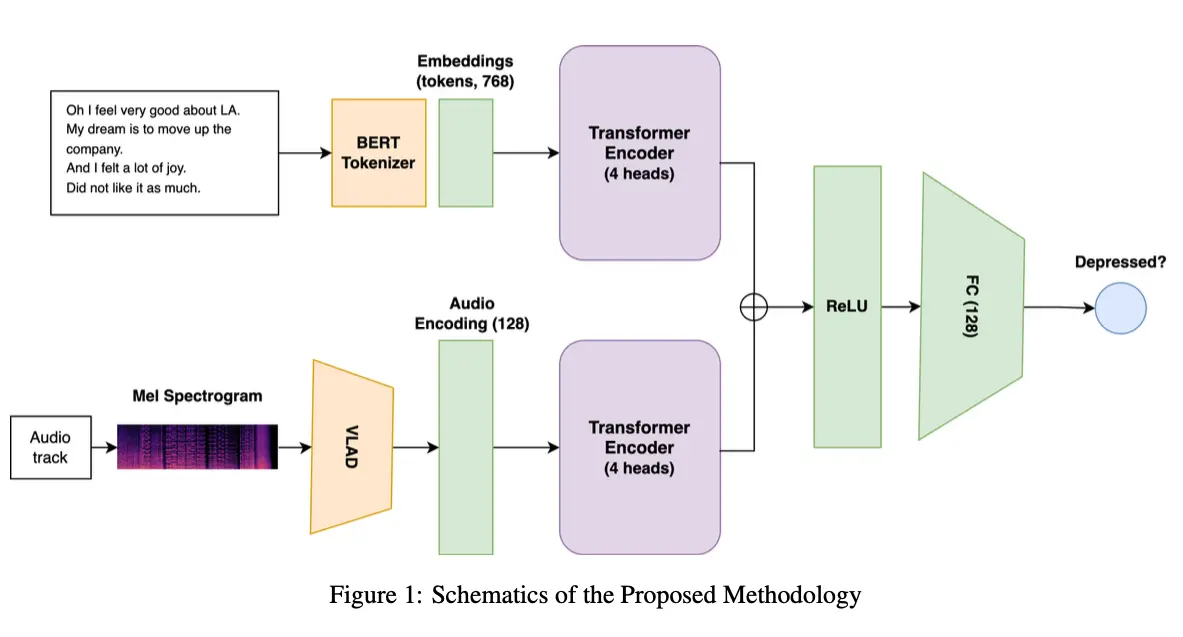 Embeddings
(tokens, 768)
Oh I feel very good about LA.
My dream is to move up the
company.
And I felt a lot of joy.
Did not like it as much.
BERT
Tokenizer
Transformer
Encoder
(4 heads)
Depressed?
ReLU
FC (128)
Audio
Encoding (128)
Mel Spectrogram
Audio
track
VLAD
Transformer
Encoder
(4 heads)
Figure 1: Schematics of the Proposed Methodology